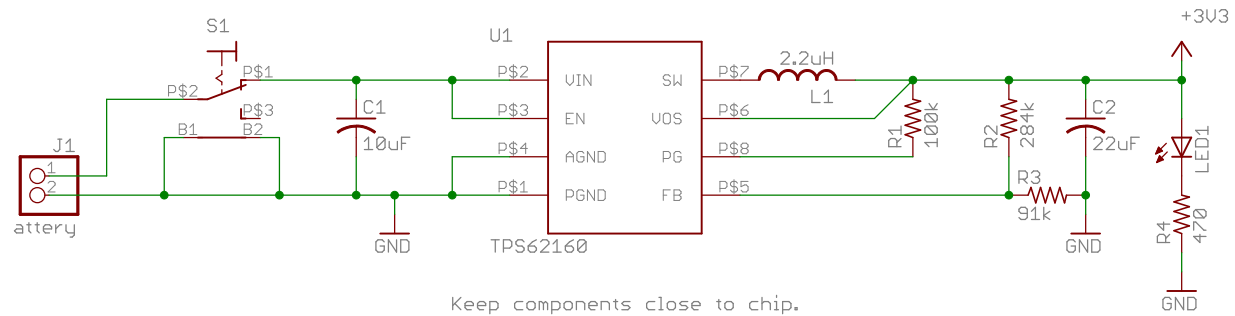 +3V3
S1
U1
2.2uH
P$1
P$2
VIN
SW
P$7
L1
P$2
P$3
C1
10uF
P$3
EN
VOS
P$6
R1
100k
R2
284k
C2
22uF
LED1
B1
B2
J1
1
2
attery
P$4
AGND
PG
P$8
P$1
PGND
FB
P$5
R3
91k
R4
470
GND
TPS62160
GND
GND
Keep components close to chip.